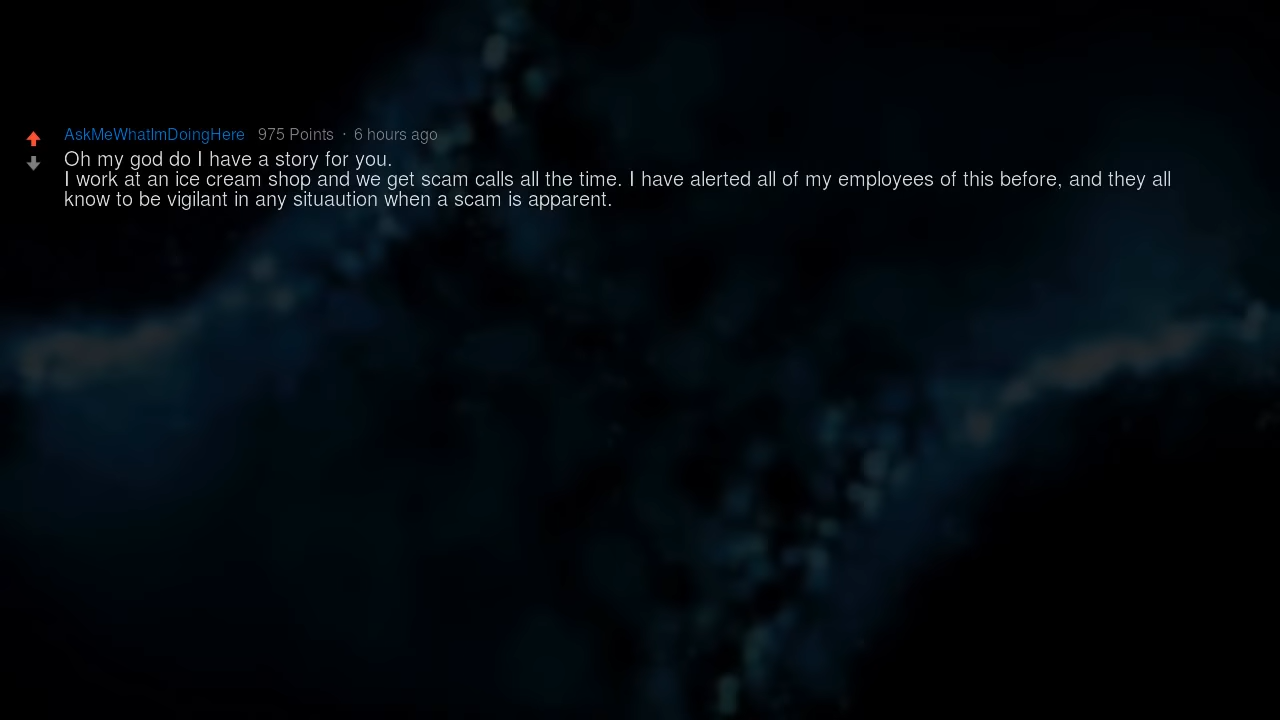 AskMeWhatImDoingHere 975 Points · 6 hours ago
Oh my god do I have a story for you.
I work at an ice cream shop and we get scam calls all the time. I have alerted all of my employees of this before, and they all
know to be vigilant in any situaution when a scam is apparent.